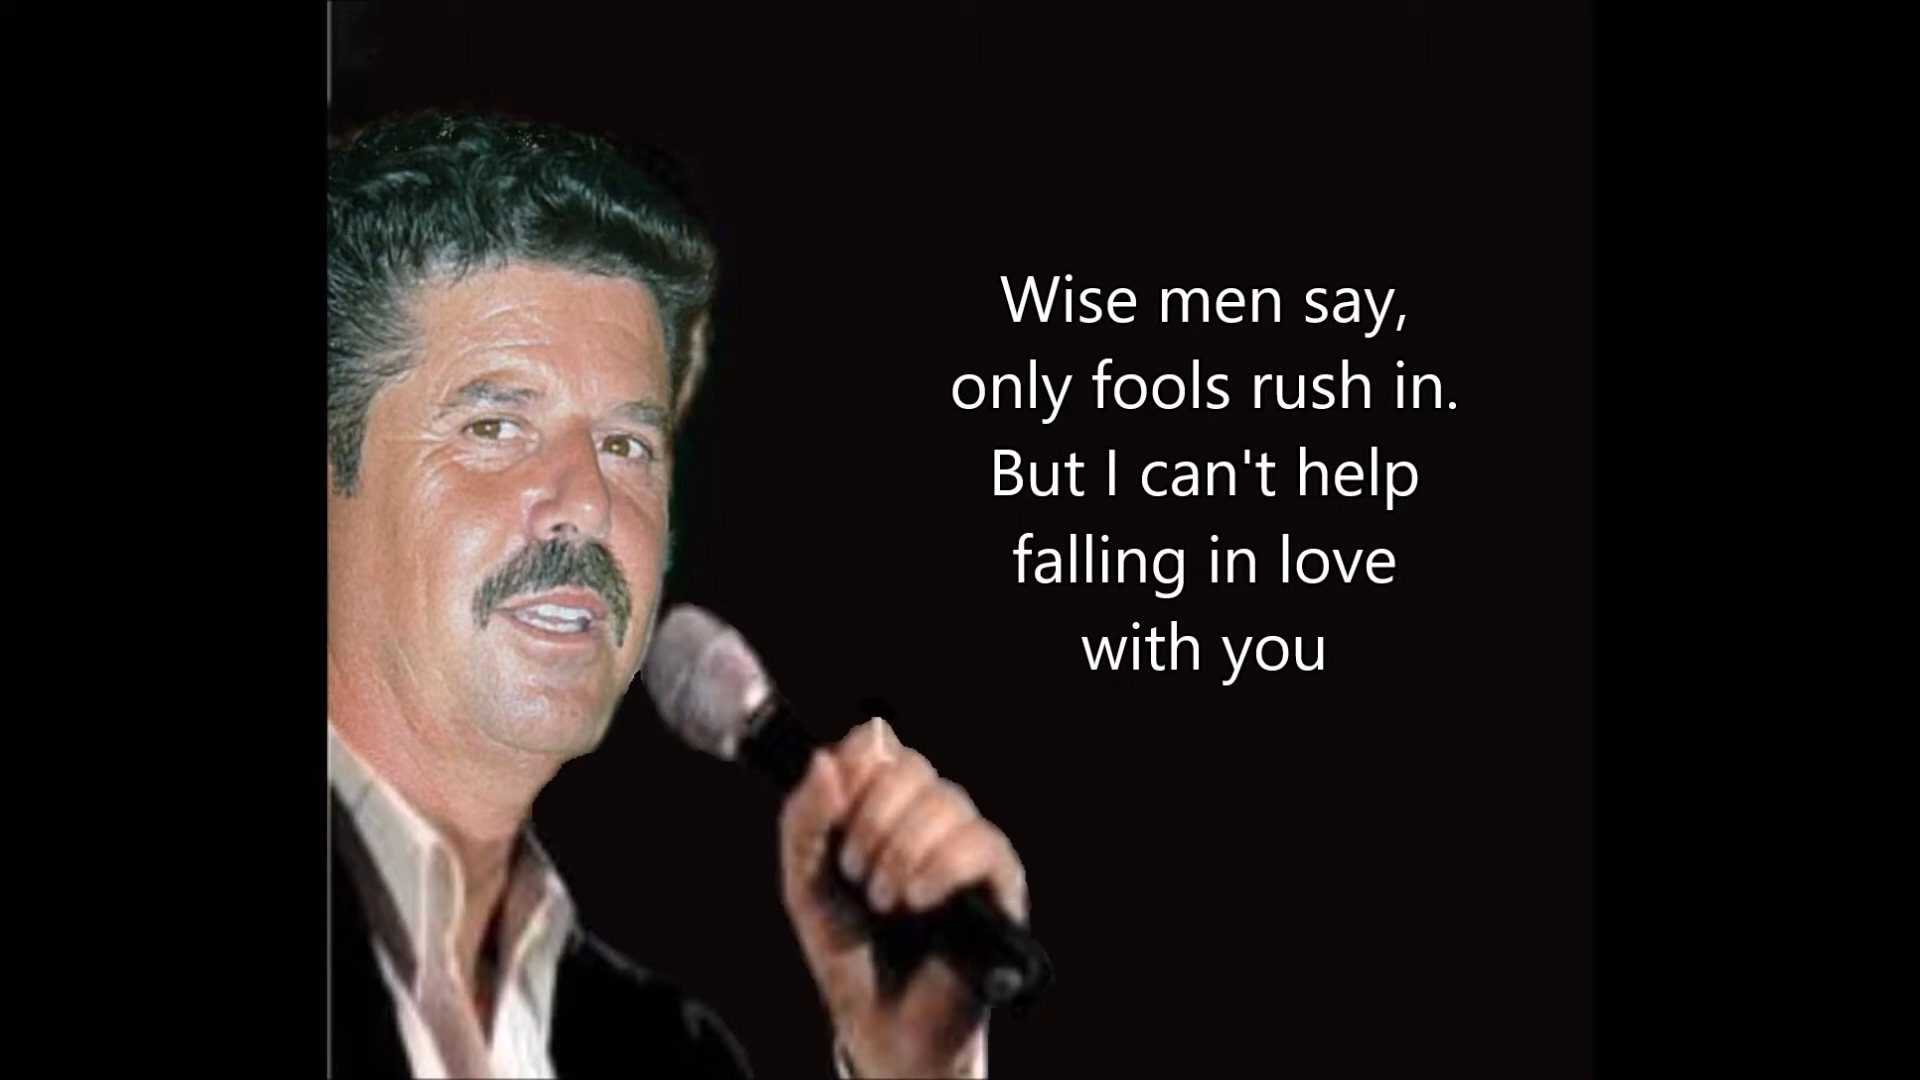 Wise men say,
only fools rush in.
But I can't help
falling in love
with you